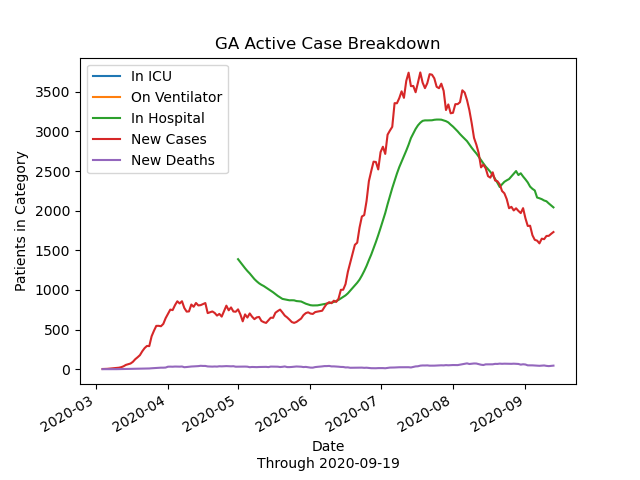 GA Active Case Breakdown
In ICU
On Ventilator
In Hospital
New Cases
New Deaths
Patients in Category
3500
3000
2500
2000
1500
1000
500
0
2020-03
2020-04
2020-05
2020-06
2020-07
2020-08
2020-09
Date
Through 2020-09-19